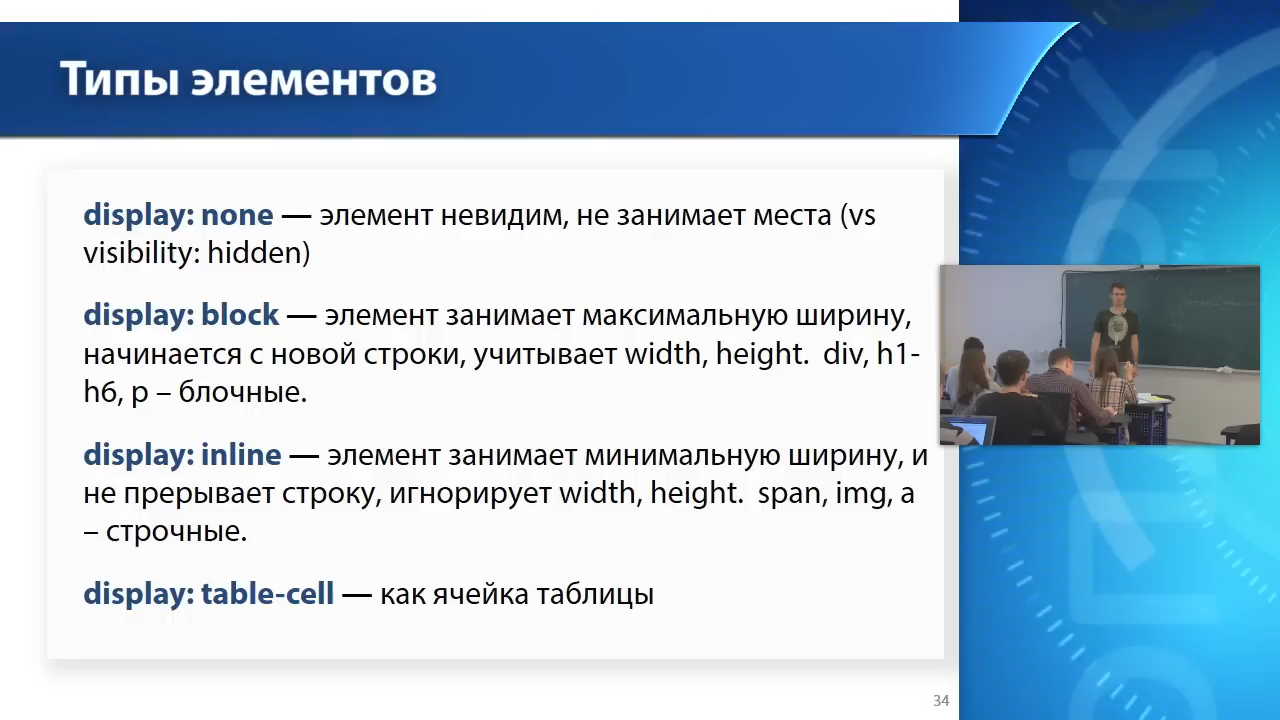 Типы элементов
display: none — элемент невидим, не занимает места (vs
visibility: hidden)
display: block — элемент занимает максимальную ширину,
начинается с новой строки, учитывает width, height.  div, h1-
h6, p – блочные.
display: inline — элемент занимает минимальную ширину, и
не прерывает строку, игнорирует width, height.  span, img, a
– строчные.
display: table-cell — как ячейка таблицы
34